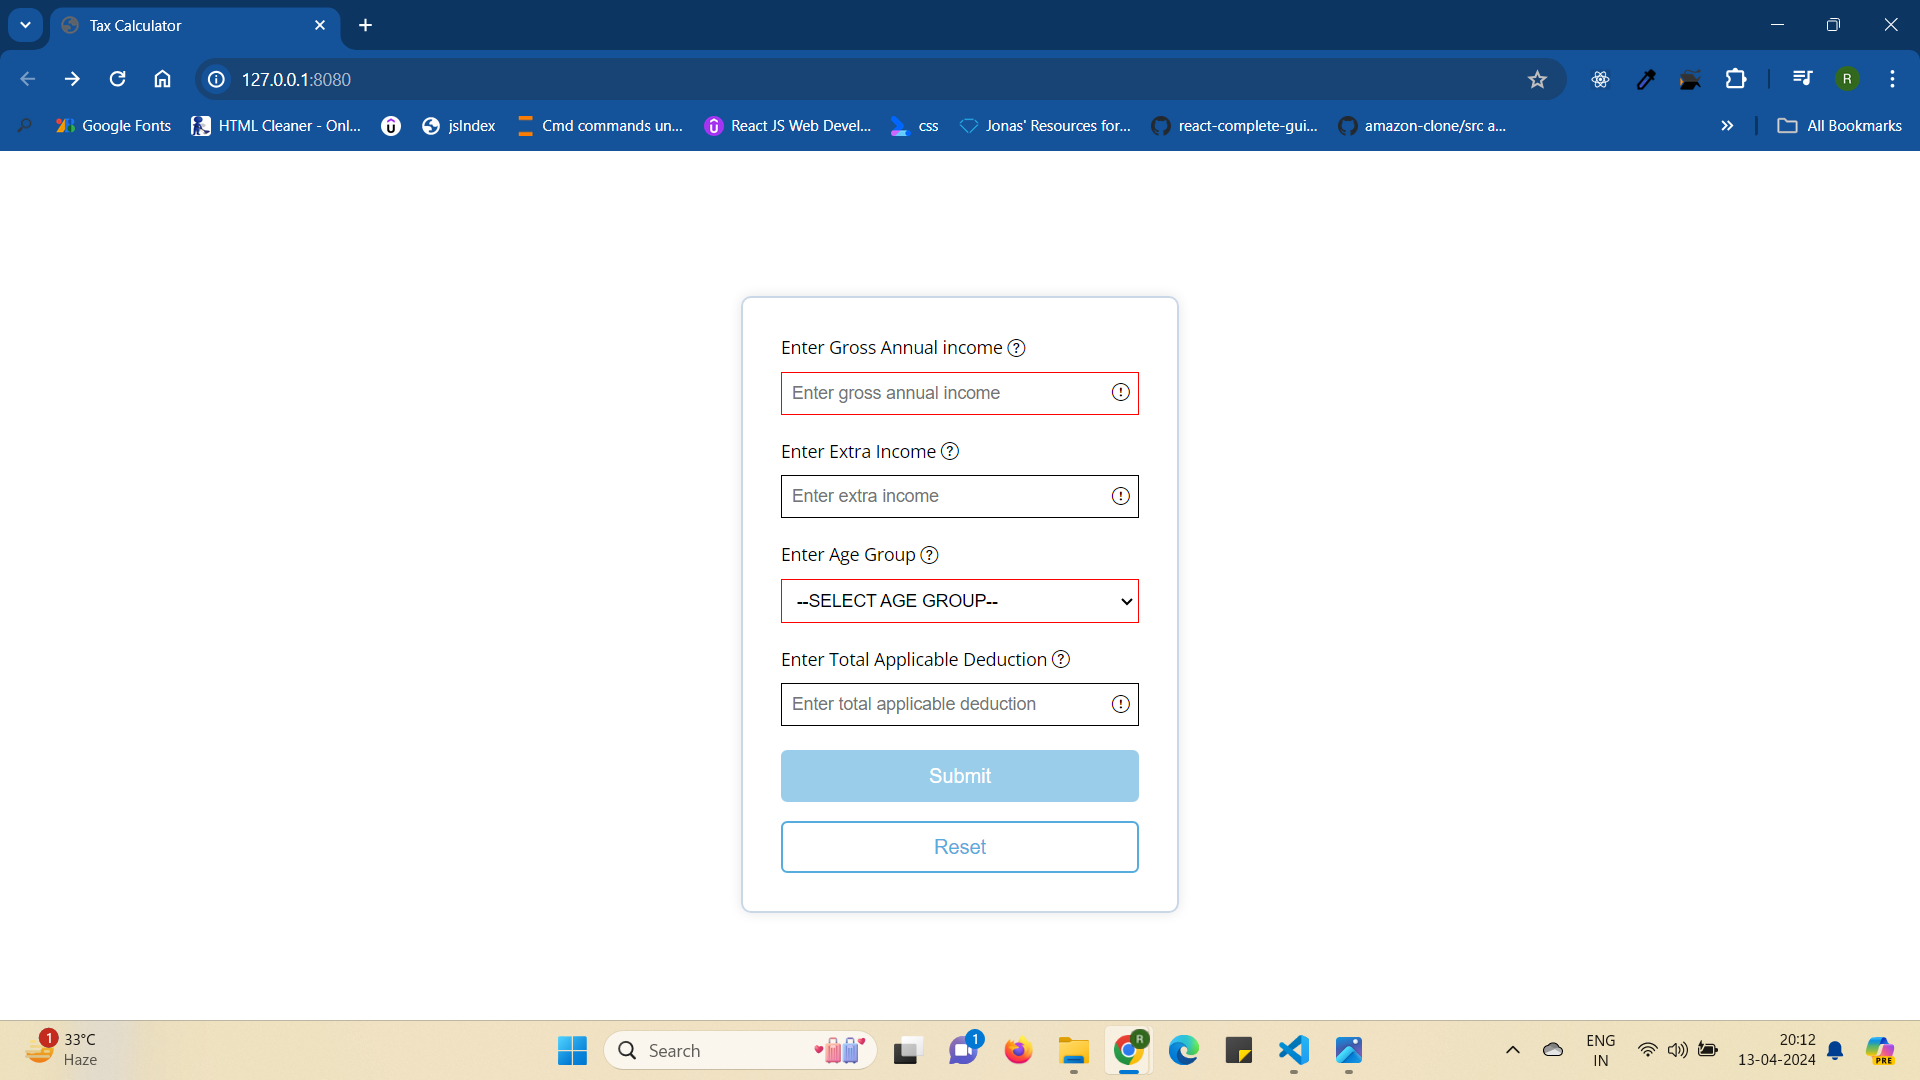 Tax Calculator
127.0.0.1:8080
R
Google Fonts
HTML Cleaner - Onl...
jsIndex
Cmd commands un...
React JS Web Devel...
css
Jonas' Resources for...
react-complete-gui...
amazon-clone/src a...
All Bookmarks
Enter Gross Annual income ?
Enter gross annual income !
Enter Extra Income ?
Enter extra income !
Enter Age Group ?
--SELECT AGE GROUP--
Enter Total Applicable Deduction ?
Enter total applicable deduction !
Submit
Reset
1
33°C
Haze
Search
1
R
ENG
IN
20:12
13-04-2024
PRE